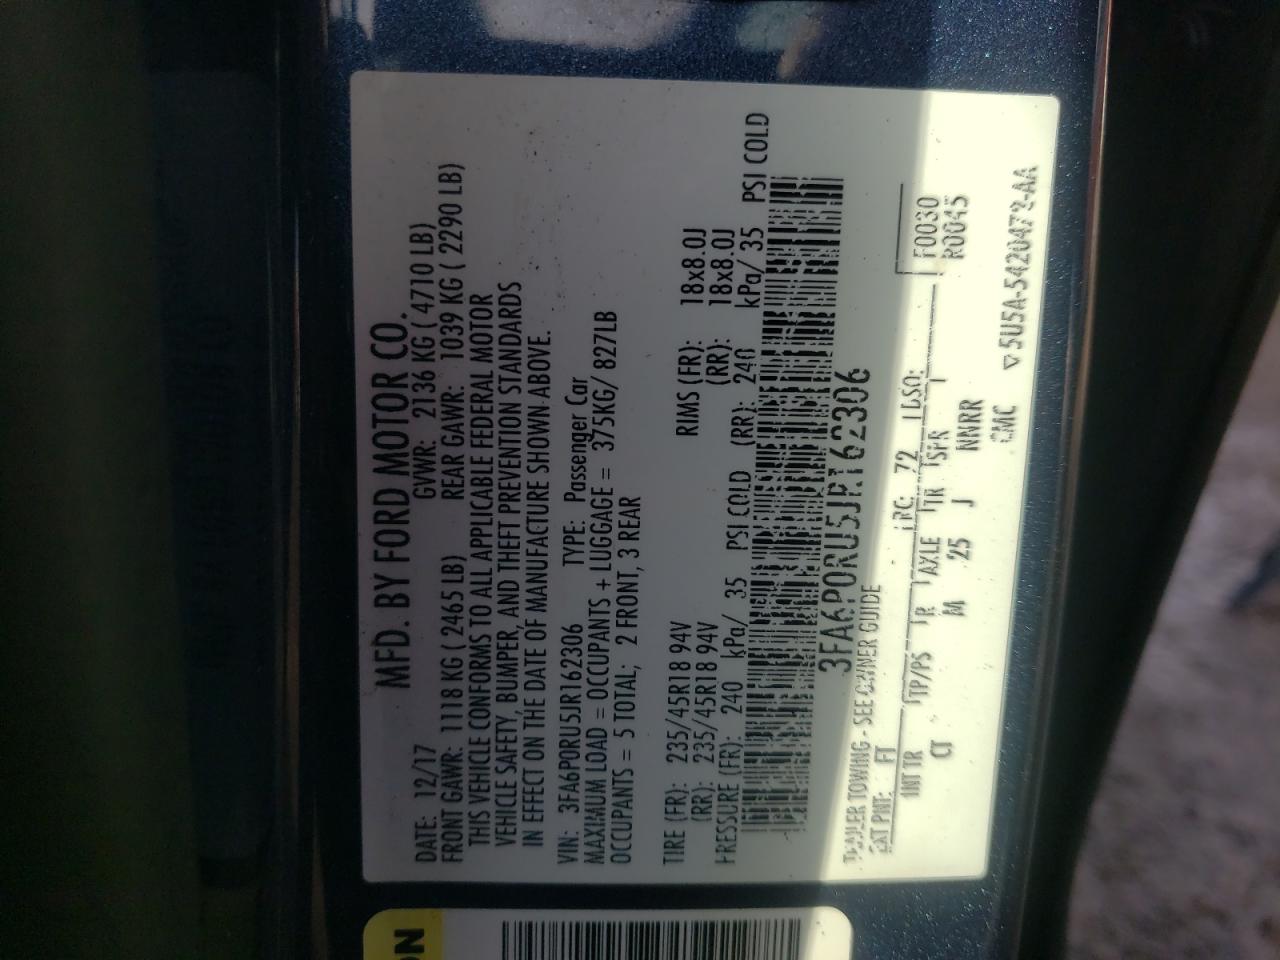 MFD. BY FORD MOTOR CO.
DATE: 12/17 GVWR: 2136 KG ( 4710 LB)
FRONT GAWR: 1118 KG ( 2465 LB) REAR GAWR: 1039 KG ( 2290 LB)
THIS VEHICLE CONFORMS TO ALL APPLICABLE FEDERAL MOTOR
VEHICLE SAFETY, BUMPER, AND THEFT PREVENTION STANDARDS
IN EFFECT ON THE DATE OF MANUFACTURE SHOWN ABOVE.
VIN: 3FA6P0RU5JR162306 TYPE: Passenger Car
MAXIMUM LOAD = OCCUPANTS + LUGGAGE = 375KG/ 827LB
OCCUPANTS = 5 TOTAL; 2 FRONT, 3 REAR
TIRE (FR): 235/45R18 94V RIMS (FR): 18x8.0J
(RR): 235/45R18 94V (RR): 18x8.0J
PRESSURE (FR): 240 kPa/ 35 PSI COLD (RR): 240 kPa/ 35 PSI COLD
3FA6P0RU5JR162306
TRAILER TOWING - SEE OWNER GUIDE
EXT PNT: FT RC: 72 DSO: F0030
INT TR TP/PS R AXLE TR SPR R0045
CT M 25 J NNRR
▽5U5A-5420472-AA
ON